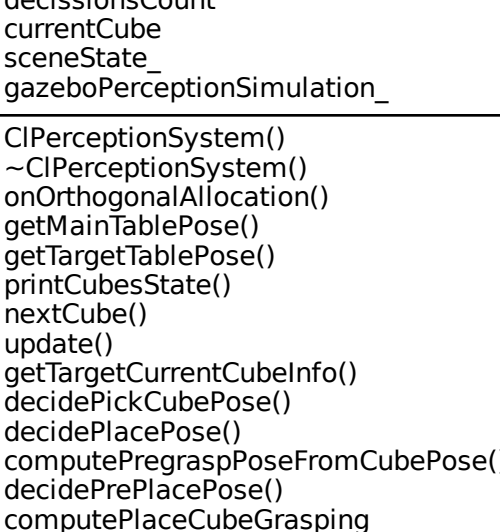 decissionsCount
currentCube
sceneState_
gazeboPerceptionSimulation_
ClPerceptionSystem()
~ClPerceptionSystem()
onOrthogonalAllocation()
getMainTablePose()
getTargetTablePose()
printCubesState()
nextCube()
update()
getTargetCurrentCubeInfo()
decidePickCubePose()
decidePlacePose()
computePregraspPoseFromCubePose()
decidePrePlacePose()
computePlaceCubeGrasping